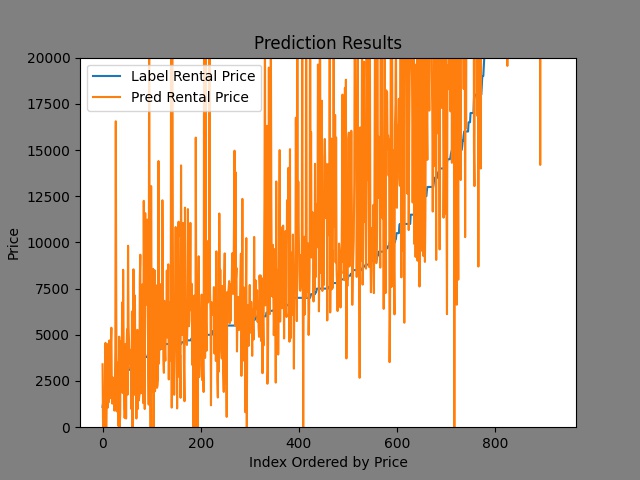 Prediction Results
20000
17500
15000
12500
10000
7500
5000
2500
0
Price
Label Rental Price
Pred Rental Price
0
200
400
600
800
Index Ordered by Price